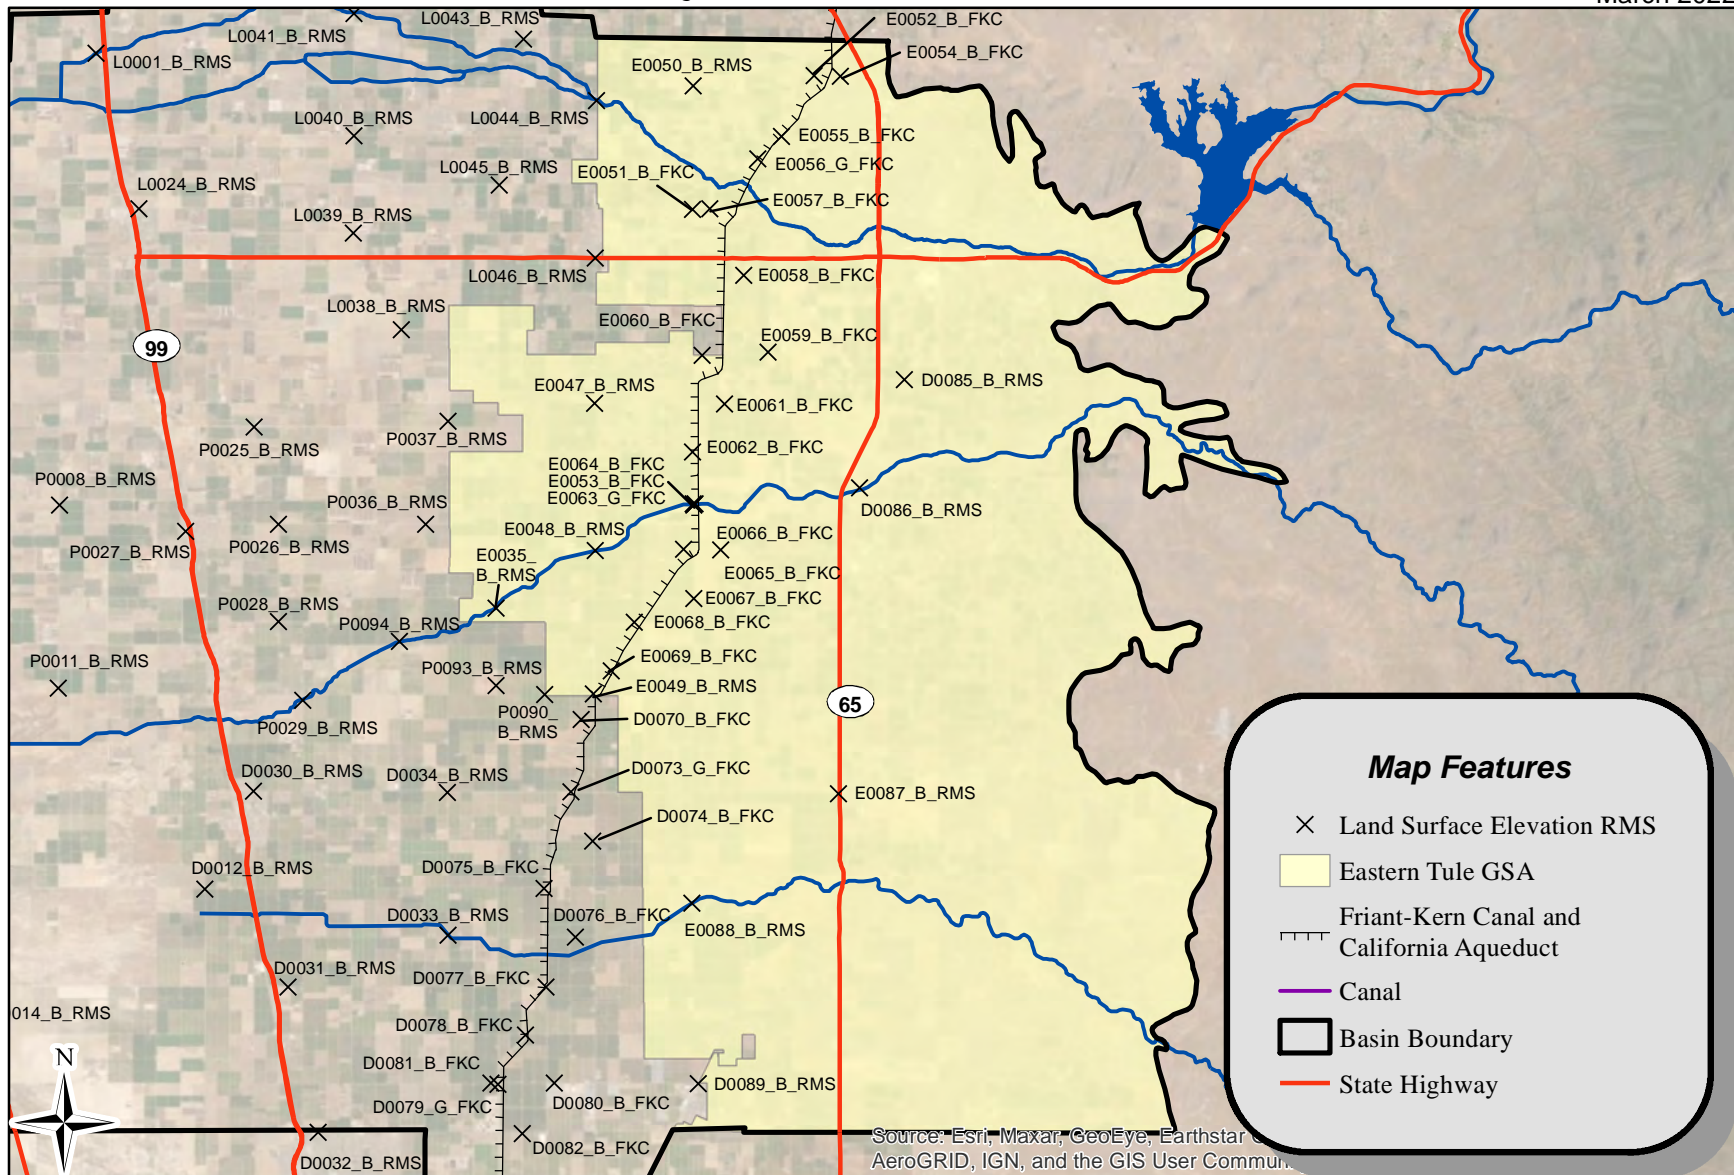 March 2022
L0043_B_RMS
E0052_B_FKC
L0041_B_RMS
L0001_B_RMS
E0054_B_FKC
E0050_B_RMS
L0040_B_RMS
L0044_B_RMS
E0055_B_FKC
E0056_G_FKC
L0045_B_RMS
E0051_B_FKC
L0024_B_RMS
E0057_B_FKC
L0039_B_RMS
L0046_B_RMS
E0058_B_FKC
L0038_B_RMS
E0060_B_FKC
E0059_B_FKC
99
E0047_B_RMS
D0085_B_RMS
E0061_B_FKC
P0025_B_RMS
P0037_B_RMS
E0062_B_FKC
E0064_B_FKC
E0053_B_FKC
E0063_G_FKC
P0008_B_RMS
P0036_B_RMS
D0086_B_RMS
P0027_B_RMS
P0026_B_RMS
E0048_B_RMS
E0066_B_FKC
E0035_
B_RMS
E0065_B_FKC
E0067_B_FKC
P0028_B_RMS
P0094_B_RMS
E0068_B_FKC
P0011_B_RMS
P0093_B_RMS
E0069_B_FKC
E0049_B_RMS
65
P0090_
B_RMS
P0029_B_RMS
D0070_B_FKC
D0030_B_RMS
D0034_B_RMS
D0073_G_FKC
E0087_B_RMS
D0074_B_FKC
D0012_B_RMS
D0075_B_FKC
D0033_B_RMS
D0076_B_FKC
E0088_B_RMS
D0031_B_RMS
D0077_B_FKC
014_B_RMS
D0078_B_FKC
D0081_B_FKC
D0089_B_RMS
D0079_G_FKC
D0080_B_FKC
D0082_B_FKC
D0032_B_RMS
N
Map Features
Land Surface Elevation RMS
Eastern Tule GSA
Friant-Kern Canal and
California Aqueduct
Canal
Basin Boundary
State Highway
Source: Esri, Maxar, GeoEye, Earthstar
AeroGRID, IGN, and the GIS User Commun